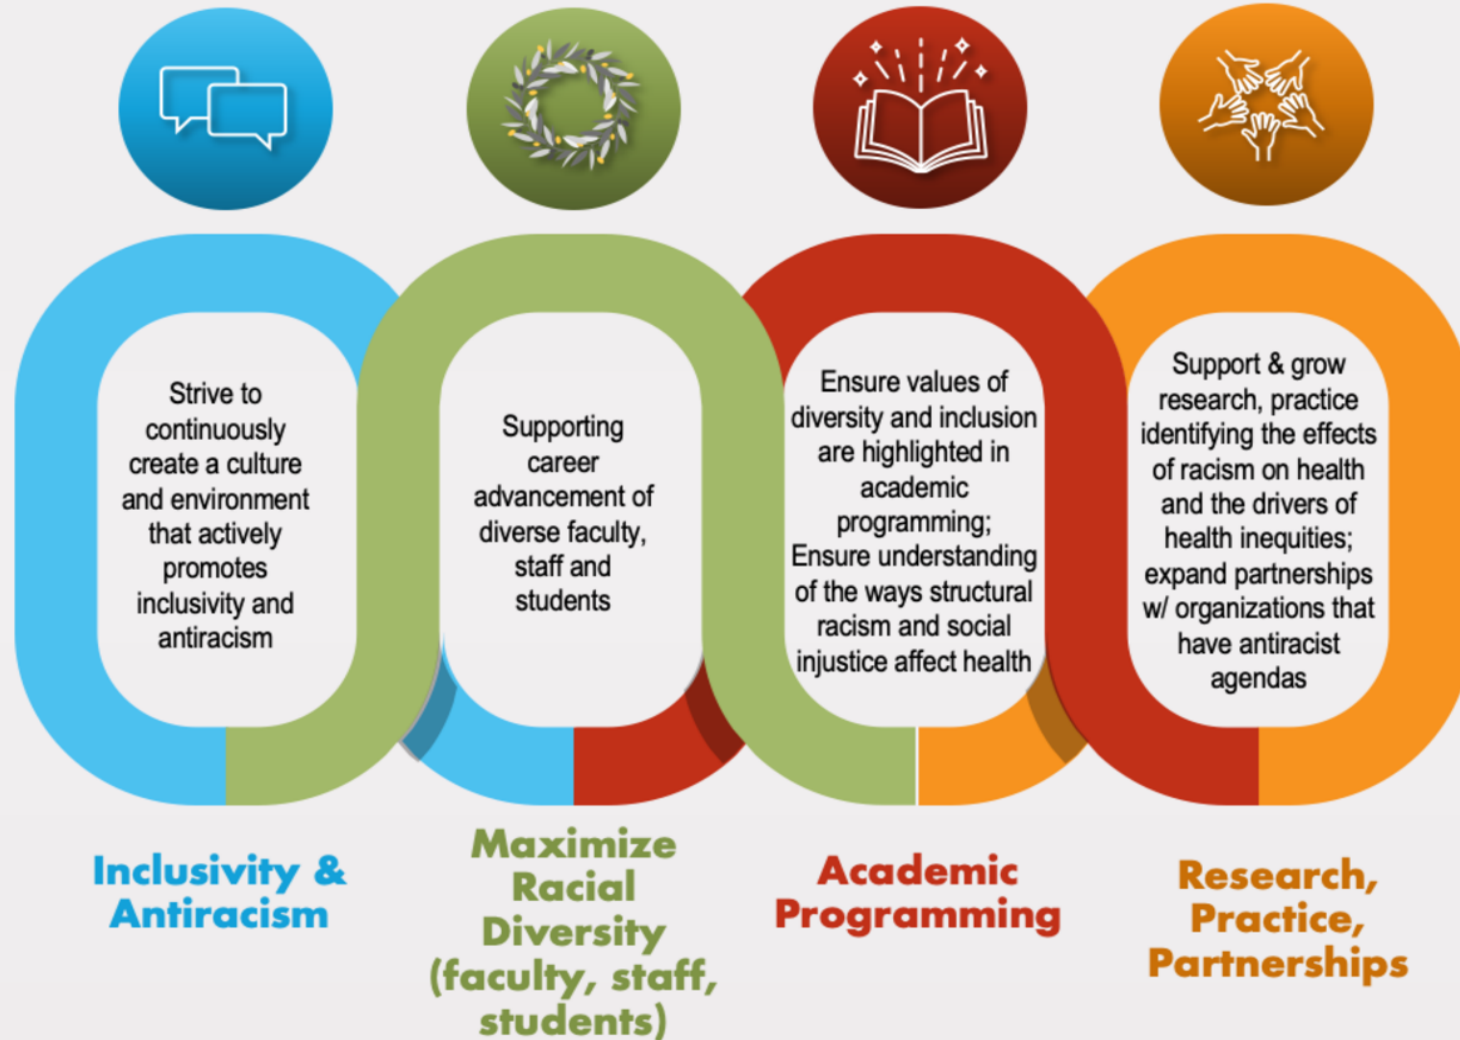 Strive to
continuously
create a culture
and environment
that actively
promotes
inclusivity and
antiracism
Supporting
career
advancement of
diverse faculty,
staff and
students
Ensure values of
diversity and inclusion
are highlighted in
academic
programming;
Ensure understanding
of the ways structural
racism and social
injustice affect health
Support & grow
research, practice
identifying the effects
of racism on health
and the drivers of
health inequities;
expand partnerships
w/ organizations that
have antiracist
agendas
Inclusivity &
Antiracism
Maximize
Racial
Diversity
(faculty, staff,
students)
Academic
Programming
Research,
Practice,
Partnerships